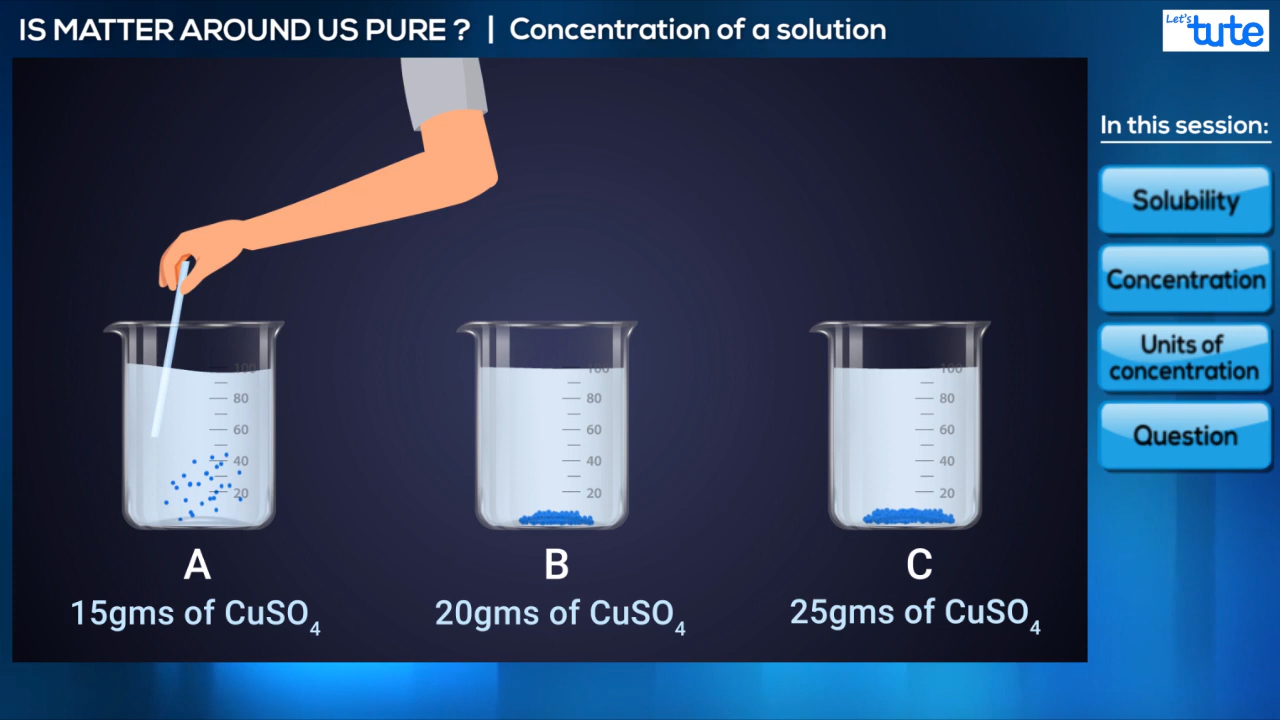 IS MATTER AROUND US PURE ? | Concentration of a solution
Let's
tute
In this session:
Solubility
Concentration
Units of
concentration
Question
100
80
60
40
20
100
80
60
40
20
100
80
60
40
20
A
B
C
15gms of CuSO₄
20gms of CuSO₄
25gms of CuSO₄